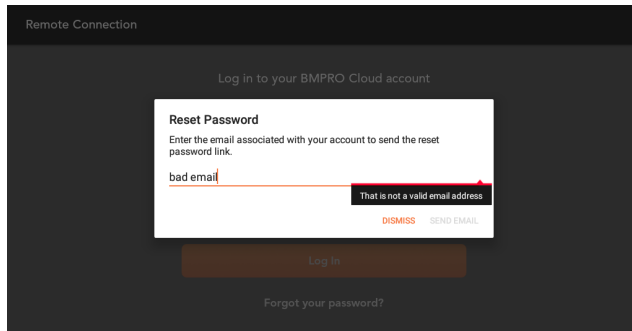 Remote Connection
Log in to your BMPRO Cloud account
Reset Password
Enter the email associated with your account to send the reset
password link.
bad email
That is not a valid email address
DISMISS SEND EMAIL
Log In
Forgot your password?